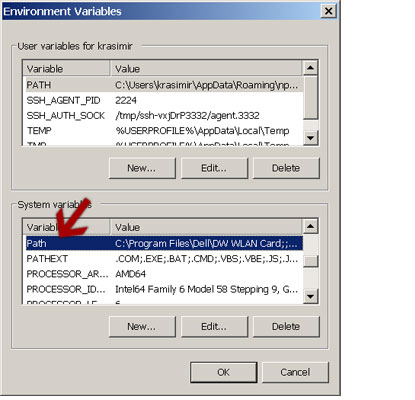 Environment Variables
User variables for krasimir
Variable Value
PATH C:\Users\krasimir\AppData\Roaming\np...
SSH_AGENT_PID 2224
SSH_AUTH_SOCK /tmp/ssh-vxjDrP3332/agent.3332
TEMP %USERPROFILE%\AppData\Local\Temp
TMP %USERPROFILE%\AppData\Local\Temp
New... Edit... Delete
System variables
Variable Value
Path C:\Program Files\Dell\DW WLAN Card;;...
PATHEXT .COM;.EXE;.BAT;.CMD;.VBS;.VBE;.JS;.J...
PROCESSOR_AR... AMD64
PROCESSOR_ID... Intel64 Family 6 Model 58 Stepping 9, G...
PROCESSOR_LE... 6
New... Edit... Delete
OK Cancel